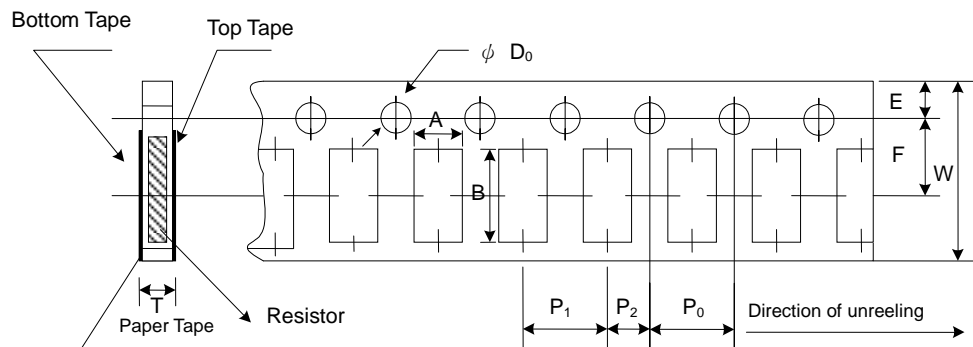 Bottom Tape
Top Tape
ψ D₀
E
A
F
W
B
T
Paper Tape
Resistor
P₁
P₂
P₀
Direction of unreeling